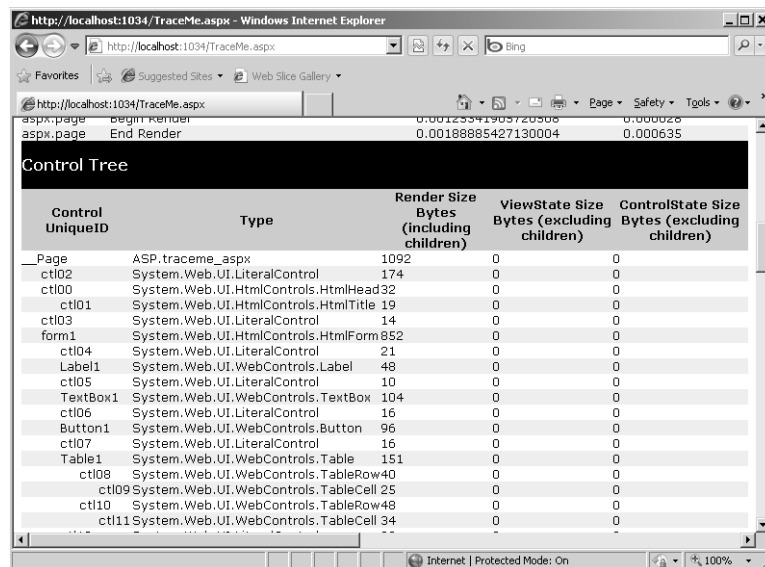 http://localhost:1034/TraceMe.aspx - Windows Internet Explorer
http://localhost:1034/TraceMe.aspx
Bing
Favorites Suggested Sites Web Slice Gallery
http://localhost:1034/TraceMe.aspx
Page Safety Tools
aspx.page Begin Render 0.00125341905720508 0.000028
aspx.page End Render 0.00188885427130004 0.000635
Control Tree
Control UniqueID Type Render Size Bytes (including children) ViewState Size Bytes (excluding children) ControlState Size Bytes (excluding children)
__Page ASP.traceme_aspx 1092 0 0
ctl02 System.Web.UI.LiteralControl 174 0 0
ctl00 System.Web.UI.HtmlControls.HtmlHead 32 0 0
ctl01 System.Web.UI.HtmlControls.HtmlTitle 19 0 0
ctl03 System.Web.UI.LiteralControl 14 0 0
form1 System.Web.UI.HtmlControls.HtmlForm 852 0 0
ctl04 System.Web.UI.LiteralControl 21 0 0
Label1 System.Web.UI.WebControls.Label 48 0 0
ctl05 System.Web.UI.LiteralControl 10 0 0
TextBox1 System.Web.UI.WebControls.TextBox 104 0 0
ctl06 System.Web.UI.LiteralControl 16 0 0
Button1 System.Web.UI.WebControls.Button 96 0 0
ctl07 System.Web.UI.LiteralControl 16 0 0
Table1 System.Web.UI.WebControls.Table 151 0 0
ctl08 System.Web.UI.WebControls.TableRow 40 0 0
ctl09 System.Web.UI.WebControls.TableCell 25 0 0
ctl10 System.Web.UI.WebControls.TableRow 48 0 0
ctl11 System.Web.UI.WebControls.TableCell 34 0 0
Internet | Protected Mode: On 100%